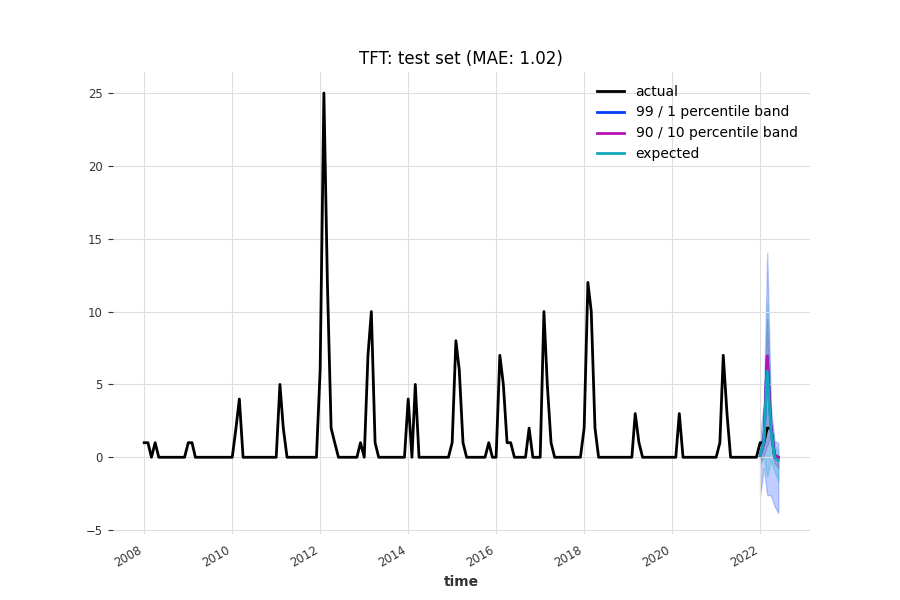 TFT: test set (MAE: 1.02)
actual
99 / 1 percentile band
90 / 10 percentile band
expected
25
20
15
10
5
0
−5
2008
2010
2012
2014
2016
2018
2020
2022
time